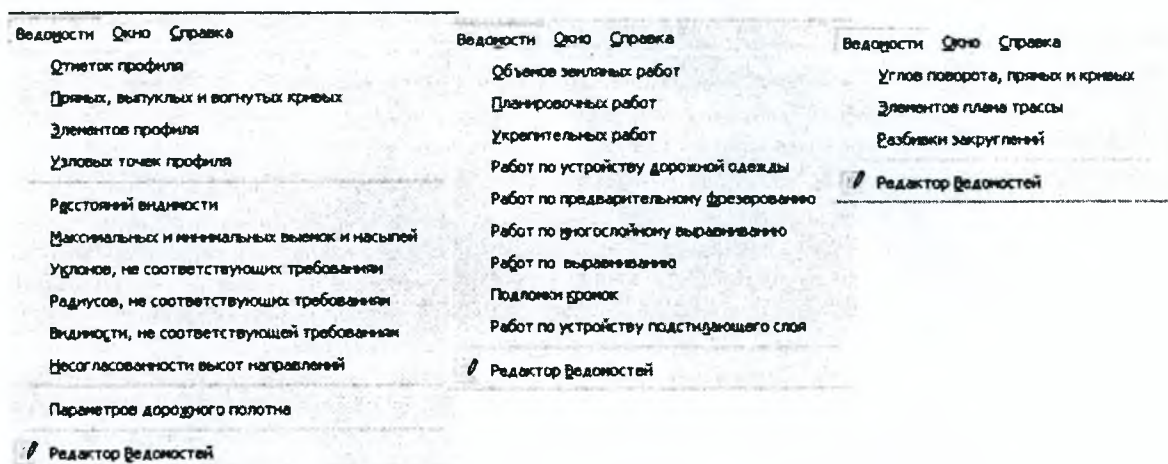 Ведомости Окно Справка
Отметок профиля
Прямых, выпуклых и вогнутых кривых
Элементов профиля
Узловых точек профиля
Расстояний видимости
Максимальных и минимальных выемок и насыпей
Уклонов, не соответствующих требованиям
Радиусов, не соответствующих требованиям
Видимости, не соответствующей требованиям
Несогласованности высот направлений
Параметров дорожного полотна
Редактор Ведомостей
Ведомости Окно Справка
Объемов земляных работ
Планировочных работ
Укрепительных работ
Работ по устройству дорожной одежды
Работ по предварительному фрезерованию
Работ по многослойному выравниванию
Работ по выравниванию
Подломки кромок
Работ по устройству подстилающего слоя
Редактор Ведомостей
Ведомости Окно Справка
Углов поворота, прямых и кривых
Элементов плана трассы
Разбивки закруглений
Редактор Ведомостей